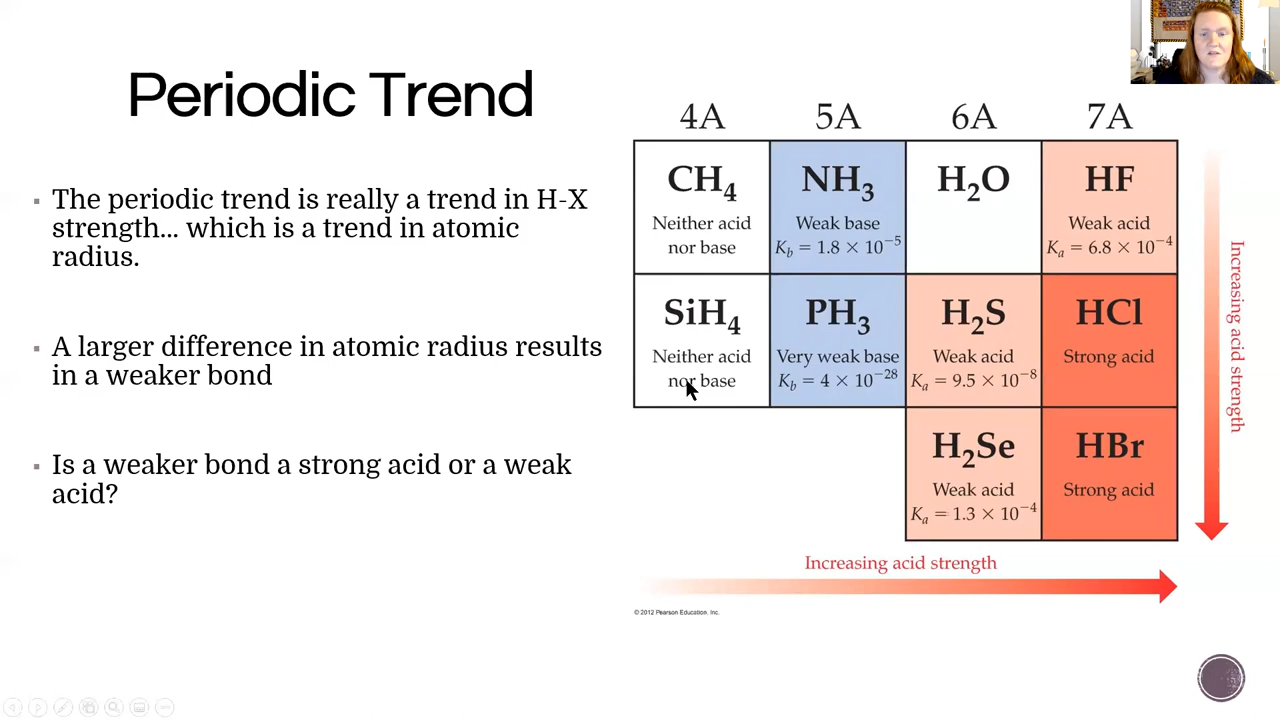 Periodic Trend
▪ The periodic trend is really a trend in H-X
strength... which is a trend in atomic
radius.
▪ A larger difference in atomic radius results
in a weaker bond
▪ Is a weaker bond a strong acid or a weak
acid?
4A 5A 6A 7A
CH₄
Neither acid
nor base
NH₃
Weak base
K_b = 1.8 × 10⁻⁵
H₂O
HF
Weak acid
K_a = 6.8 × 10⁻⁴
SiH₄
Neither acid
nor base
PH₃
Very weak base
K_b = 4 × 10⁻²⁸
H₂S
Weak acid
K_a = 9.5 × 10⁻⁸
HCl
Strong acid
H₂Se
Weak acid
K_a = 1.3 × 10⁻⁴
HBr
Strong acid
Increasing acid strength
Increasing acid strength
© 2012 Pearson Education, Inc.